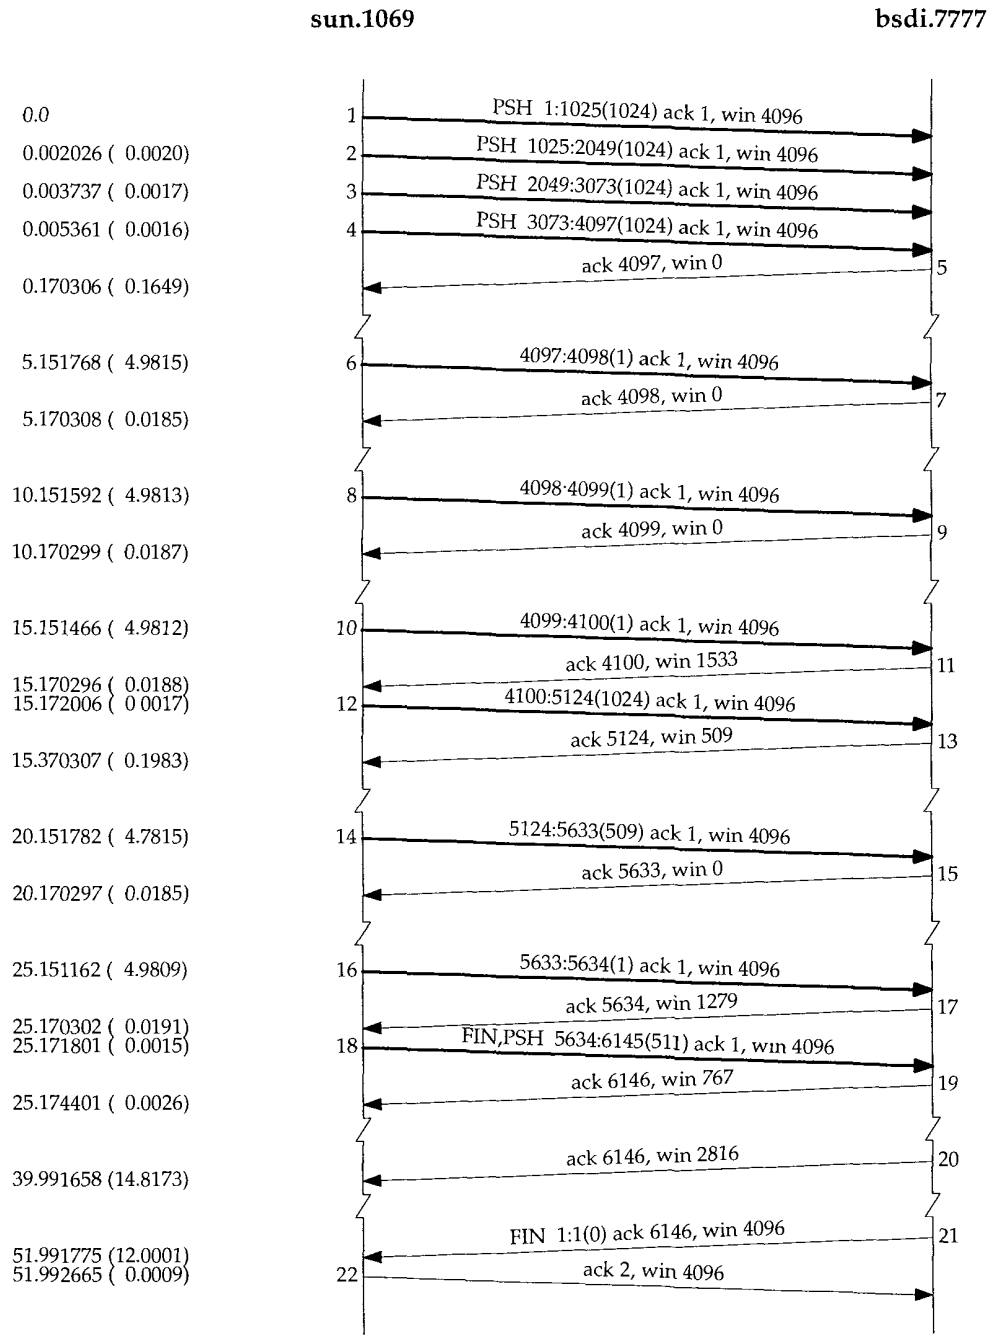 sun.1069 bsdi.7777
0.0 1 PSH 1:1025(1024) ack 1, win 4096
0.002026 ( 0.0020) 2 PSH 1025:2049(1024) ack 1, win 4096
0.003737 ( 0.0017) 3 PSH 2049:3073(1024) ack 1, win 4096
0.005361 ( 0.0016) 4 PSH 3073:4097(1024) ack 1, win 4096
ack 4097, win 0 5
0.170306 ( 0.1649)
5.151768 ( 4.9815) 6 4097:4098(1) ack 1, win 4096
ack 4098, win 0 7
5.170308 ( 0.0185)
10.151592 ( 4.9813) 8 4098:4099(1) ack 1, win 4096
ack 4099, win 0 9
10.170299 ( 0.0187)
15.151466 ( 4.9812) 10 4099:4100(1) ack 1, win 4096
ack 4100, win 1533 11
15.170296 ( 0.0188)
15.172006 ( 0.0017) 12 4100:5124(1024) ack 1, win 4096
ack 5124, win 509 13
15.370307 ( 0.1983)
20.151782 ( 4.7815) 14 5124:5633(509) ack 1, win 4096
ack 5633, win 0 15
20.170297 ( 0.0185)
25.151162 ( 4.9809) 16 5633:5634(1) ack 1, win 4096
ack 5634, win 1279 17
25.170302 ( 0.0191)
25.171801 ( 0.0015) 18 FIN,PSH 5634:6145(511) ack 1, win 4096
ack 6146, win 767 19
25.174401 ( 0.0026)
ack 6146, win 2816 20
39.991658 (14.8173)
FIN 1:1(0) ack 6146, win 4096 21
51.991775 (12.0001)
51.992665 ( 0.0009) 22 ack 2, win 4096